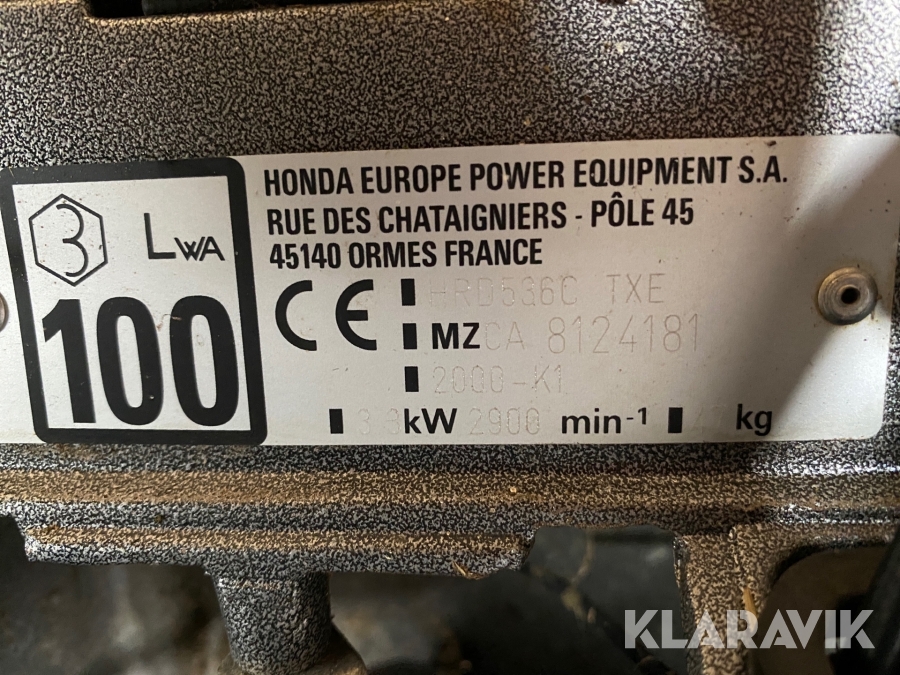 3 LWA
100
HONDA EUROPE POWER EQUIPMENT S.A.
RUE DES CHATAIGNIERS - PÔLE 45
45140 ORMES FRANCE
CE
HRD536C TXE
MZCA 8124181
2000-K1
kW 2900 min-1 kg
KLARAVIK